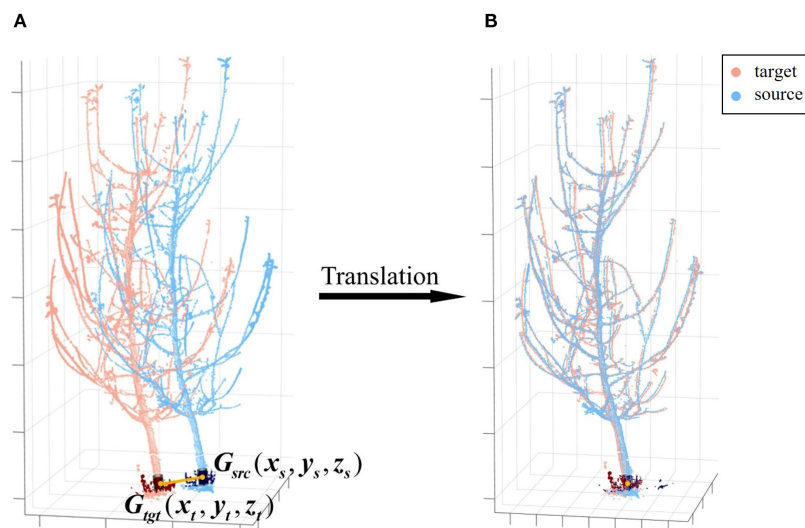 A
B
target
source
Translation
G_src(x_s, y_s, z_s)
G_tgt(x_t, y_t, z_t)